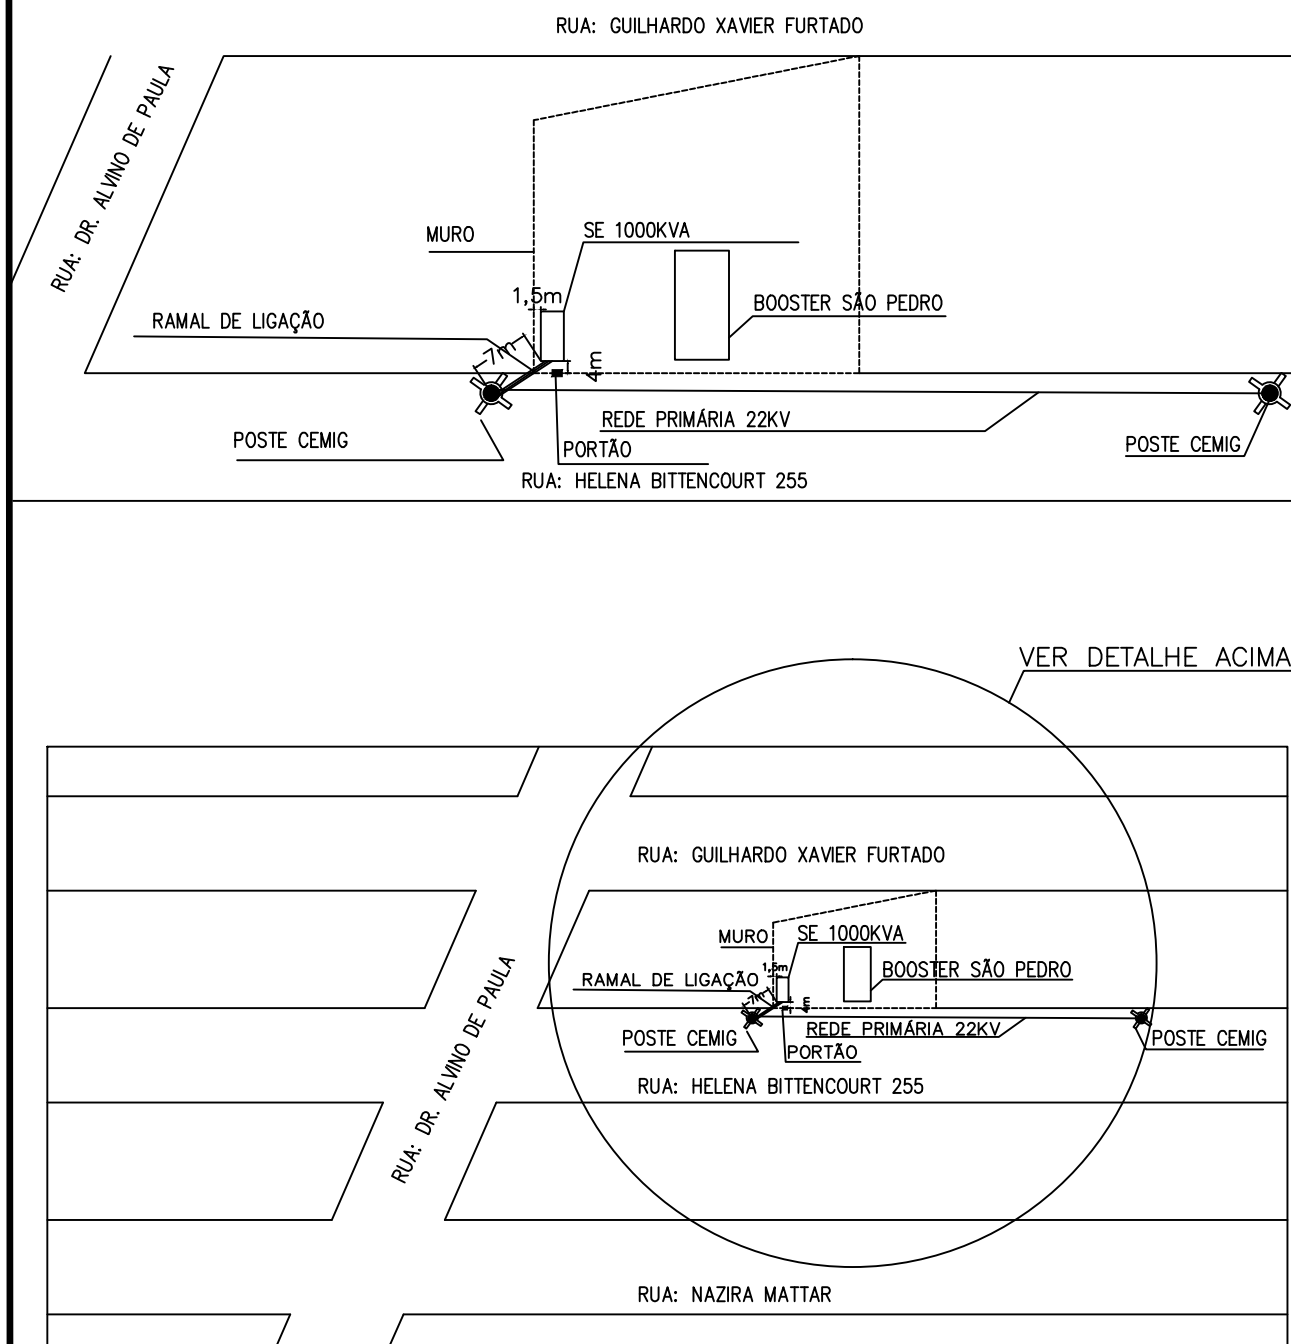 RUA: GUILHARDO XAVIER FURTADO
RUA: DR. ALVINO DE PAULA
MURO
SE 1000KVA
1,5m
BOOSTER SÃO PEDRO
RAMAL DE LIGAÇÃO
7m
4m
REDE PRIMÁRIA 22KV
POSTE CEMIG
PORTÃO
POSTE CEMIG
RUA: HELENA BITTENCOURT 255
VER DETALHE ACIMA
RUA: GUILHARDO XAVIER FURTADO
MURO
SE 1000KVA
1,5m
BOOSTER SÃO PEDRO
RAMAL DE LIGAÇÃO
7m
4m
RUA: DR. ALVINO DE PAULA
REDE PRIMÁRIA 22KV
POSTE CEMIG
PORTÃO
POSTE CEMIG
RUA: HELENA BITTENCOURT 255
RUA: NAZIRA MATTAR